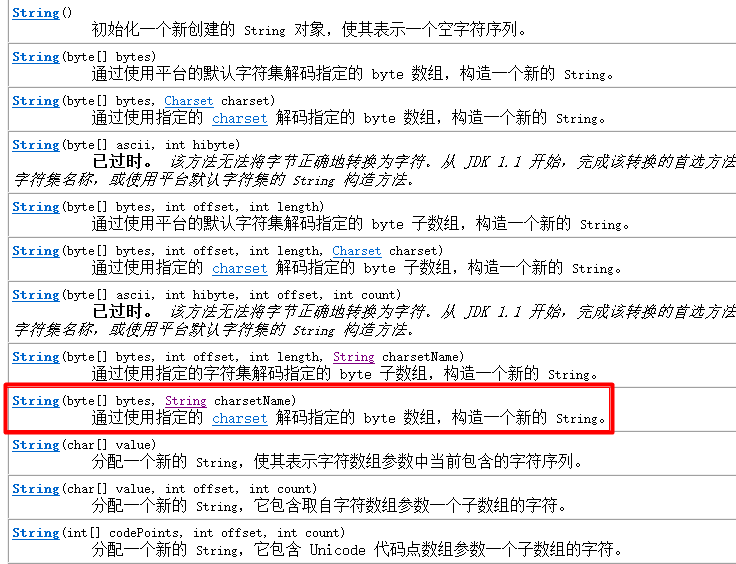 String()
初始化一个新创建的 String 对象，使其表示一个空字符序列。
String(byte[] bytes)
通过使用平台的默认字符集解码指定的 byte 数组，构造一个新的 String。
String(byte[] bytes, Charset charset)
通过使用指定的 charset 解码指定的 byte 数组，构造一个新的 String。
String(byte[] ascii, int hibyte)
已过时。 该方法无法将字节正确地转换为字符。从 JDK 1.1 开始，完成该转换的首选方法
字符集名称，或使用平台默认字符集的 String 构造方法。
String(byte[] bytes, int offset, int length)
通过使用平台的默认字符集解码指定的 byte 子数组，构造一个新的 String。
String(byte[] bytes, int offset, int length, Charset charset)
通过使用指定的 charset 解码指定的 byte 子数组，构造一个新的 String。
String(byte[] ascii, int hibyte, int offset, int count)
已过时。 该方法无法将字节正确地转换为字符。从 JDK 1.1 开始，完成该转换的首选方法
字符集名称，或使用平台默认字符集的 String 构造方法。
String(byte[] bytes, int offset, int length, String charsetName)
通过使用指定的字符集解码指定的 byte 子数组，构造一个新的 String。
String(byte[] bytes, String charsetName)
通过使用指定的 charset 解码指定的 byte 数组，构造一个新的 String。
String(char[] value)
分配一个新的 String，使其表示字符数组参数中当前包含的字符序列。
String(char[] value, int offset, int count)
分配一个新的 String，它包含取自字符数组参数一个子数组的字符。
String(int[] codePoints, int offset, int count)
分配一个新的 String，它包含 Unicode 代码点数组参数一个子数组的字符。